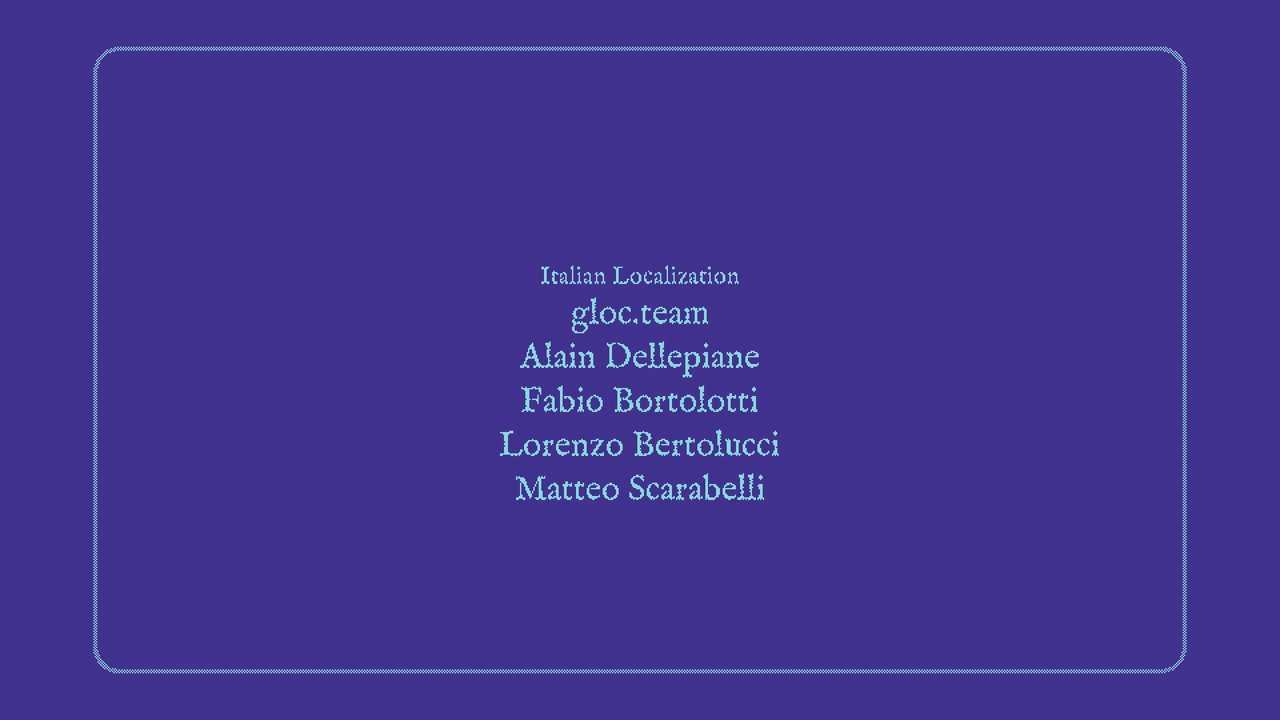 Italian Localization
gloc.team
Alain Dellepiane
Fabio Bortolotti
Lorenzo Bertolucci
Matteo Scarabelli